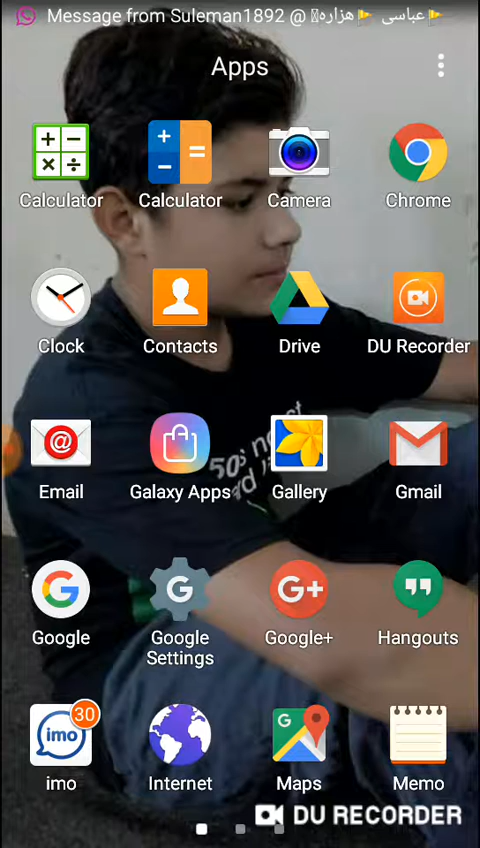 Message from Suleman1892 @ هزاره عباسی
Apps
Calculator
Calculator
Camera
Chrome
Clock
Contacts
Drive
DU Recorder
Email
Galaxy Apps
Gallery
Gmail
Google
Google Settings
Google+
Hangouts
30
imo
imo
Internet
Maps
Memo
DU RECORDER